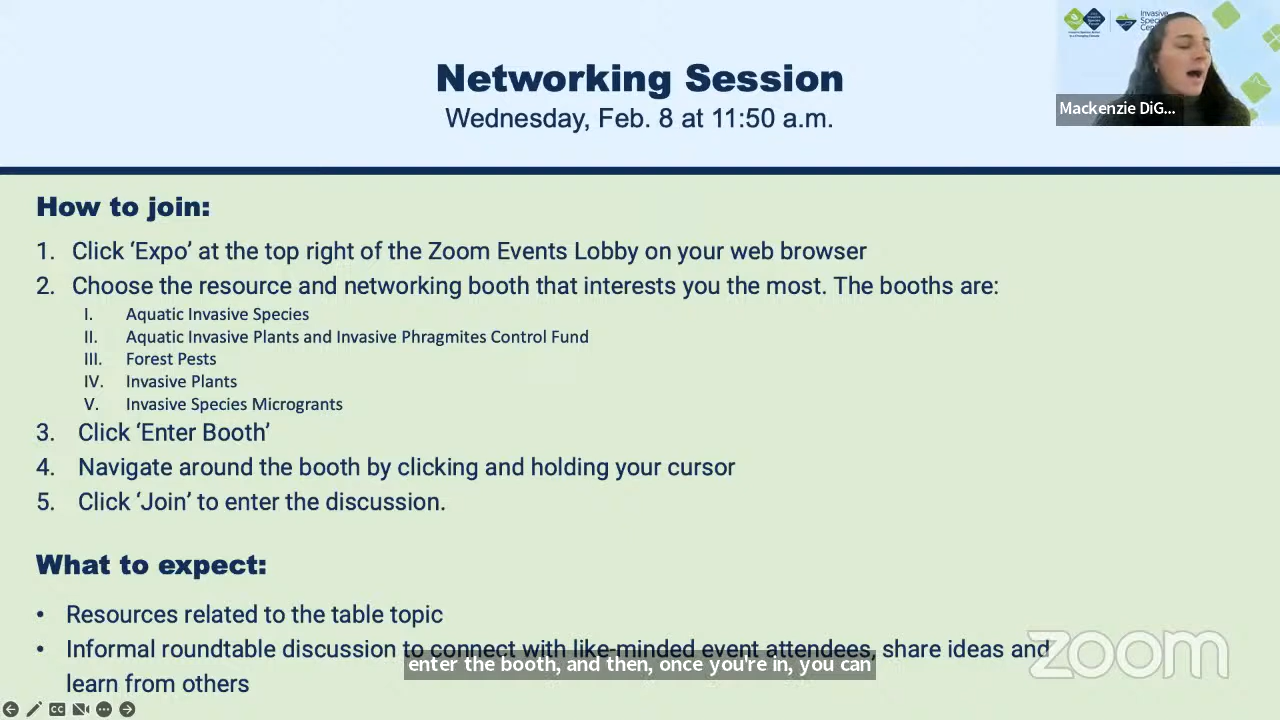 Networking Session
Wednesday, Feb. 8 at 11:50 a.m.
Invasive
Species
Mackenzie DiG...
How to join:
1. Click ‘Expo’ at the top right of the Zoom Events Lobby on your web browser
2. Choose the resource and networking booth that interests you the most. The booths are:
I. Aquatic Invasive Species
II. Aquatic Invasive Plants and Invasive Phragmites Control Fund
III. Forest Pests
IV. Invasive Plants
V. Invasive Species Microgrants
3. Click ‘Enter Booth’
4. Navigate around the booth by clicking and holding your cursor
5. Click ‘Join’ to enter the discussion.
What to expect:
• Resources related to the table topic
• Informal roundtable discussion to connect with like-minded event attendees, share ideas and
enter the booth, and then, once you're in, you can
learn from others
zoom
CC